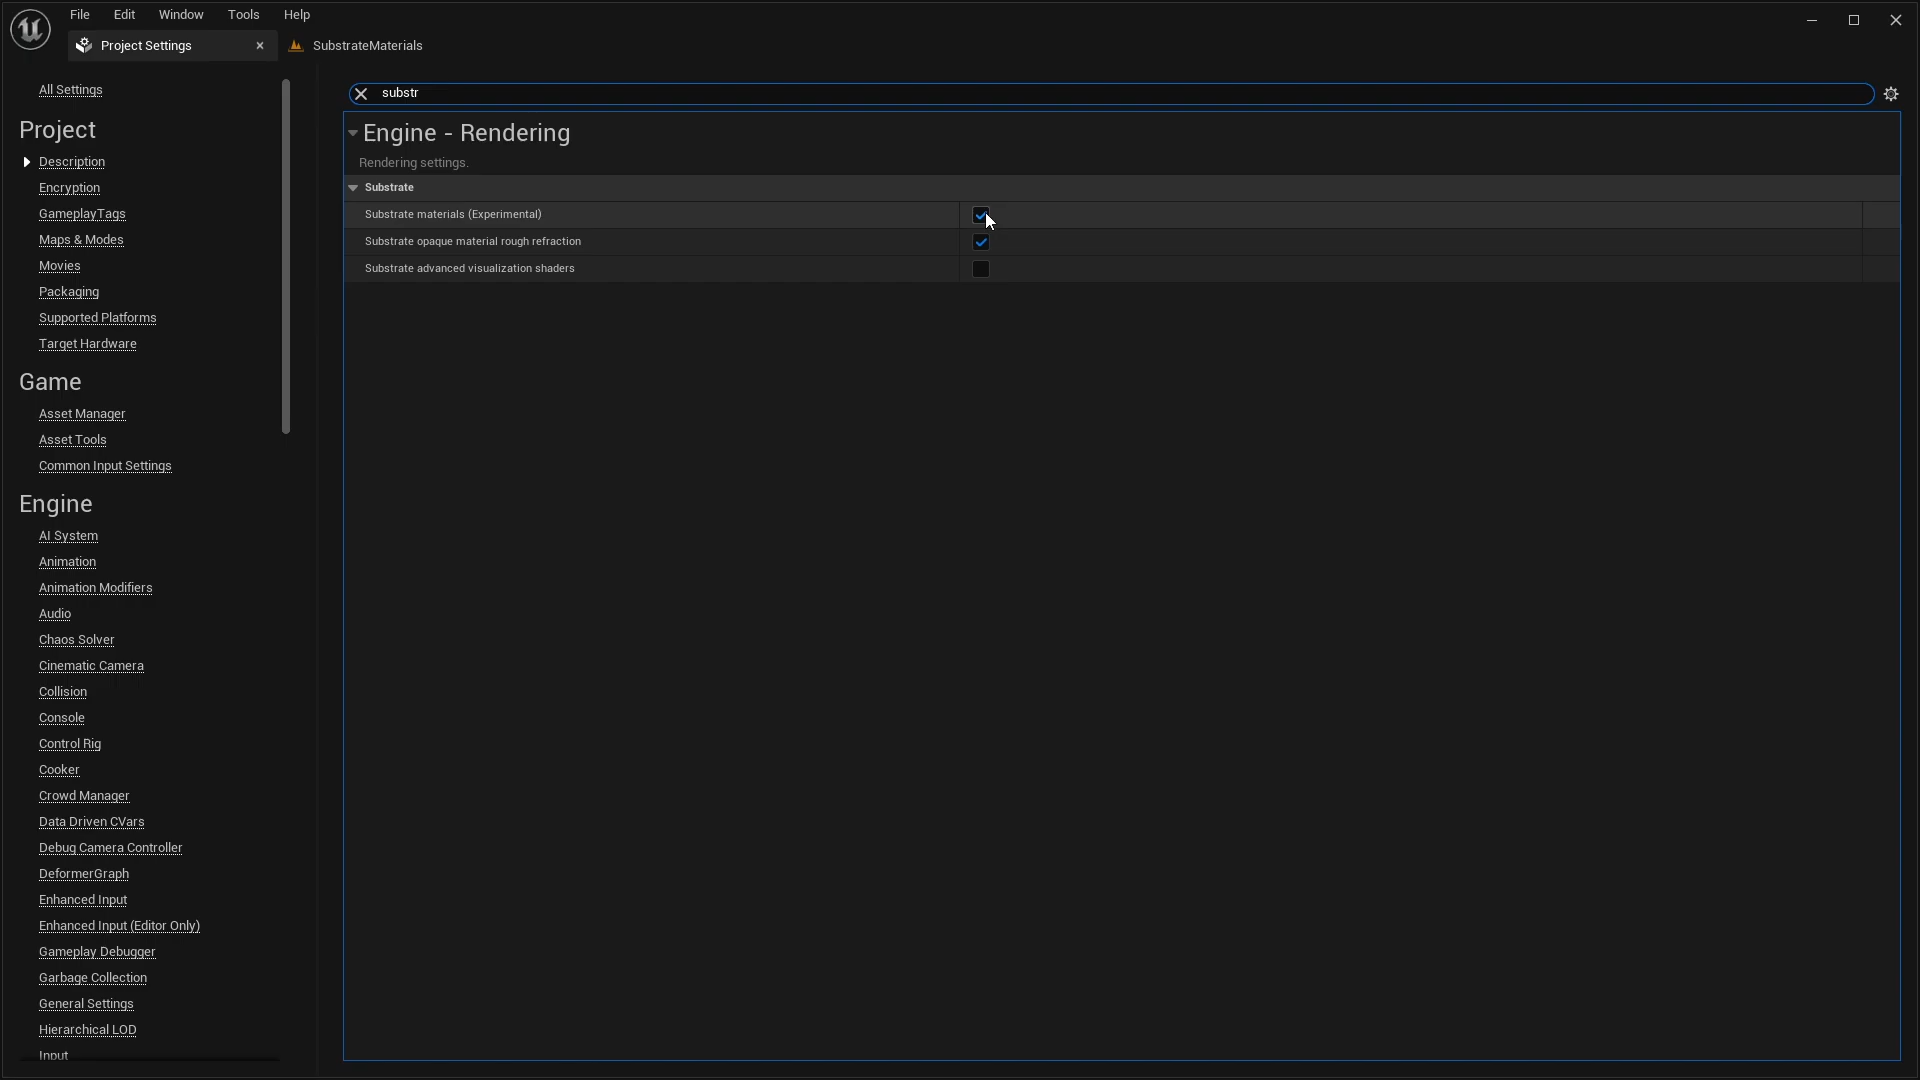 File Edit Window Tools Help
Project Settings
SubstrateMaterials
All Settings
Project
Description
Encryption
GameplayTags
Maps & Modes
Movies
Packaging
Supported Platforms
Target Hardware
Game
Asset Manager
Asset Tools
Common Input Settings
Engine
AI System
Animation
Animation Modifiers
Audio
Chaos Solver
Cinematic Camera
Collision
Console
Control Rig
Cooker
Crowd Manager
Data Driven CVars
Debug Camera Controller
DeformerGraph
Enhanced Input
Enhanced Input (Editor Only)
Gameplay Debugger
Garbage Collection
General Settings
Hierarchical LOD
Input
substr
Engine - Rendering
Rendering settings.
Substrate
Substrate materials (Experimental)
Substrate opaque material rough refraction
Substrate advanced visualization shaders